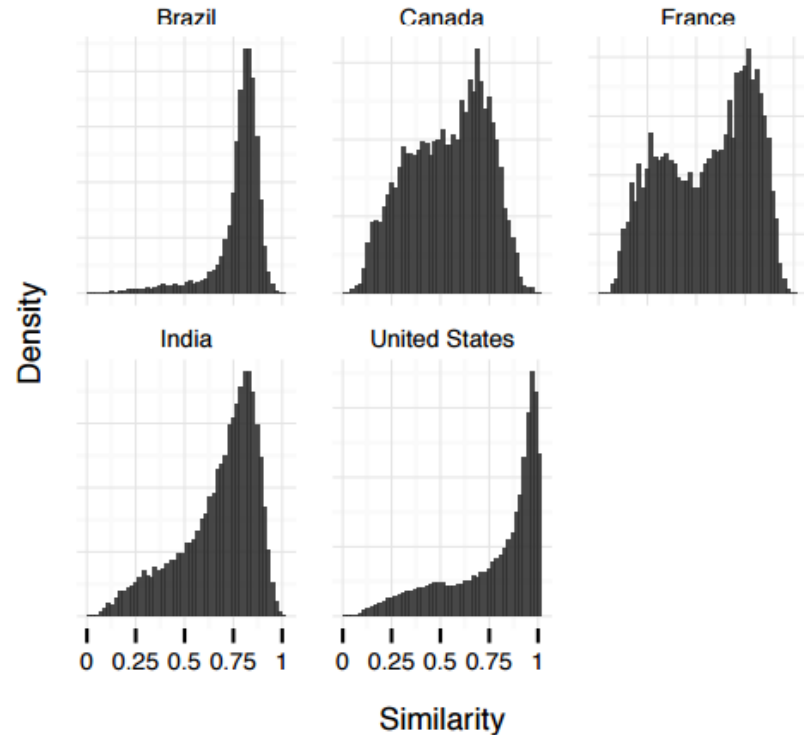 Brazil
Canada
France
Density
India
United States
0 0.25 0.5 0.75 1
0 0.25 0.5 0.75 1
Similarity